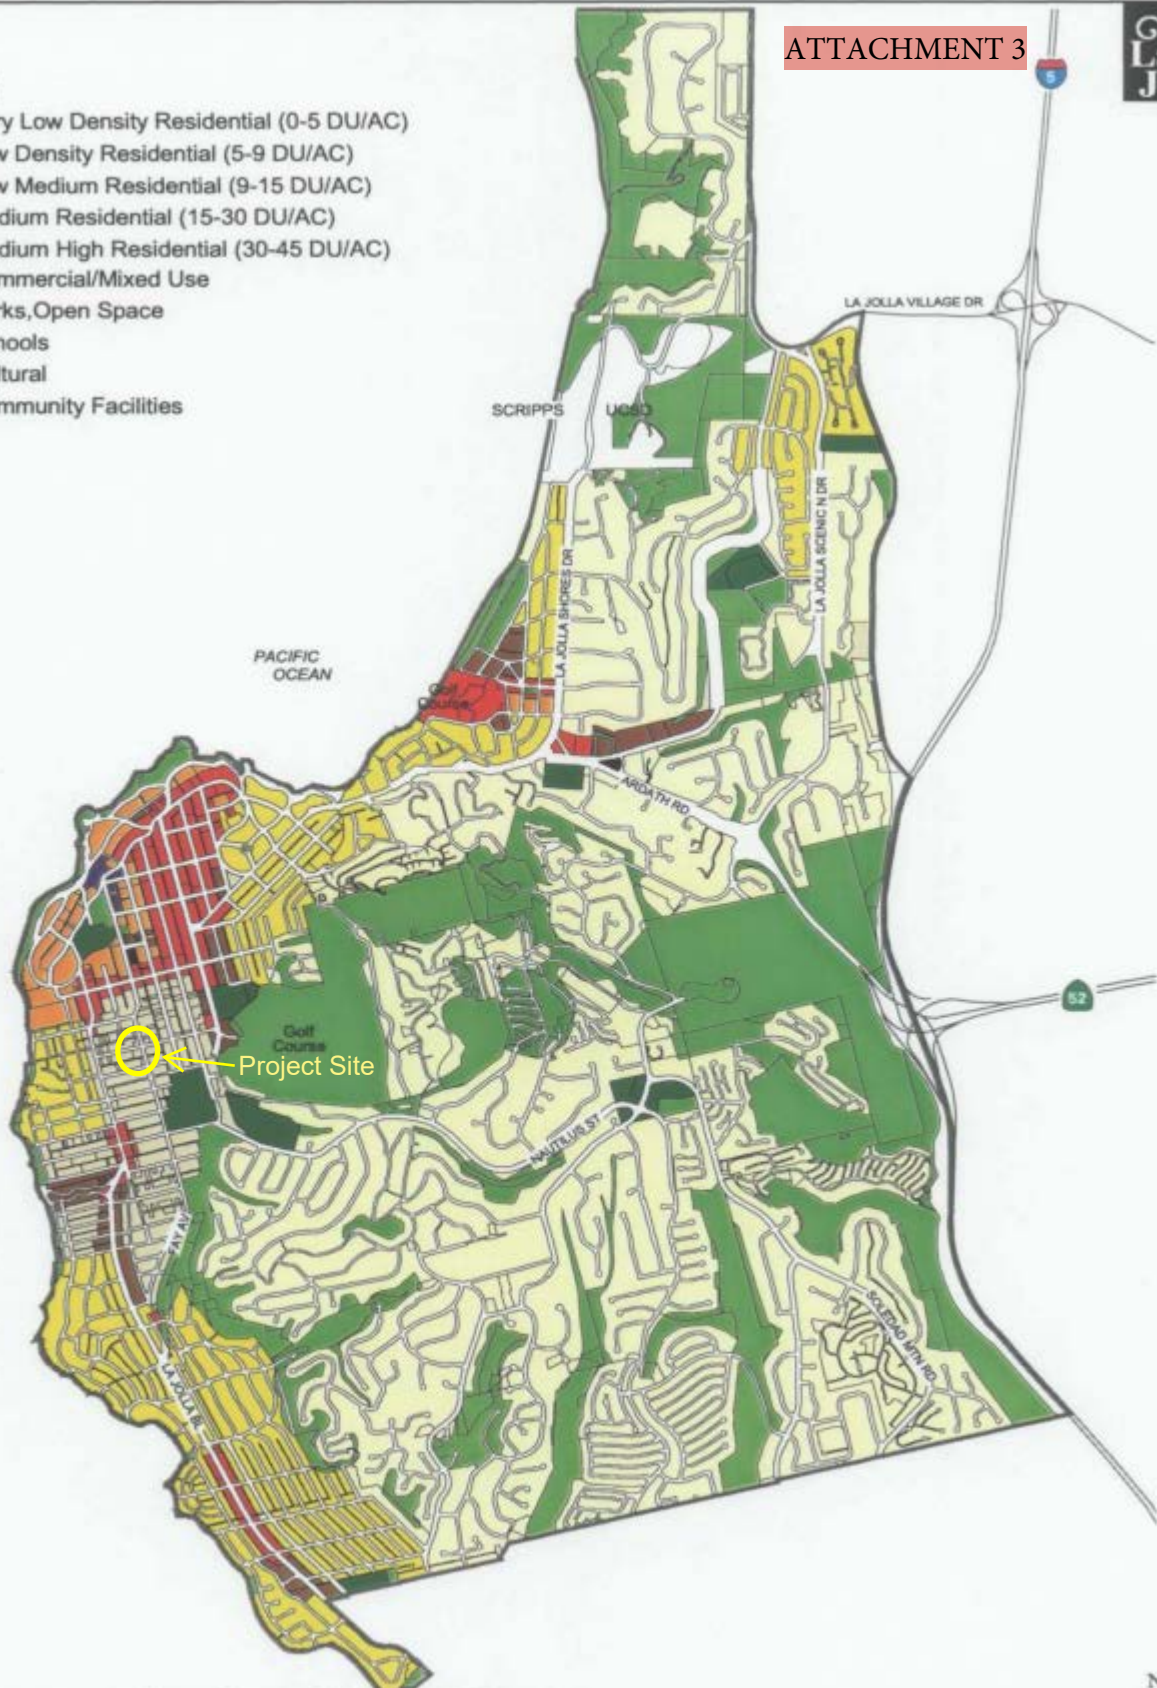 ATTACHMENT 3
5
L
J
ry Low Density Residential (0-5 DU/AC)
w Density Residential (5-9 DU/AC)
w Medium Residential (9-15 DU/AC)
dium Residential (15-30 DU/AC)
dium High Residential (30-45 DU/AC)
mmercial/Mixed Use
rks,Open Space
hools
ltural
mmunity Facilities
LA JOLLA VILLAGE DR
SCRIPPS
UCSD
LA JOLLA SCENIC N DR
LA JOLLA SHORES DR
PACIFIC
OCEAN
Golf
Course
ARDATH RD
52
Golf
Course
Project Site
NAUTILUS ST
FAY AV
SOLEDAD MTN RD
LA JOLLA BL